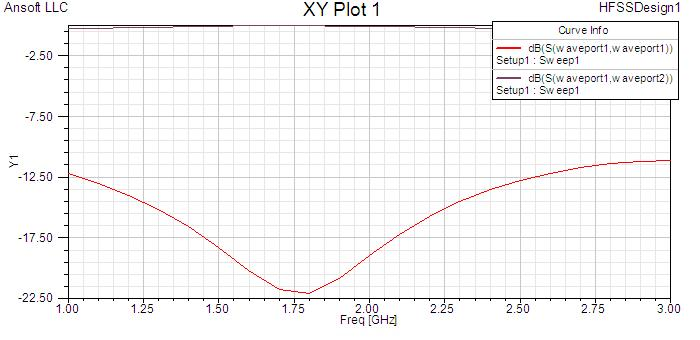 Ansoft LLC
XY Plot 1
HFSSDesign1
Curve Info
dB(S(waveport1,waveport1))
Setup1 : Sweep1
dB(S(waveport1,waveport2))
Setup1 : Sweep1
-2.50
-7.50
-12.50
-17.50
-22.50
Y1
1.00 1.25 1.50 1.75 2.00 2.25 2.50 2.75 3.00
Freq [GHz]